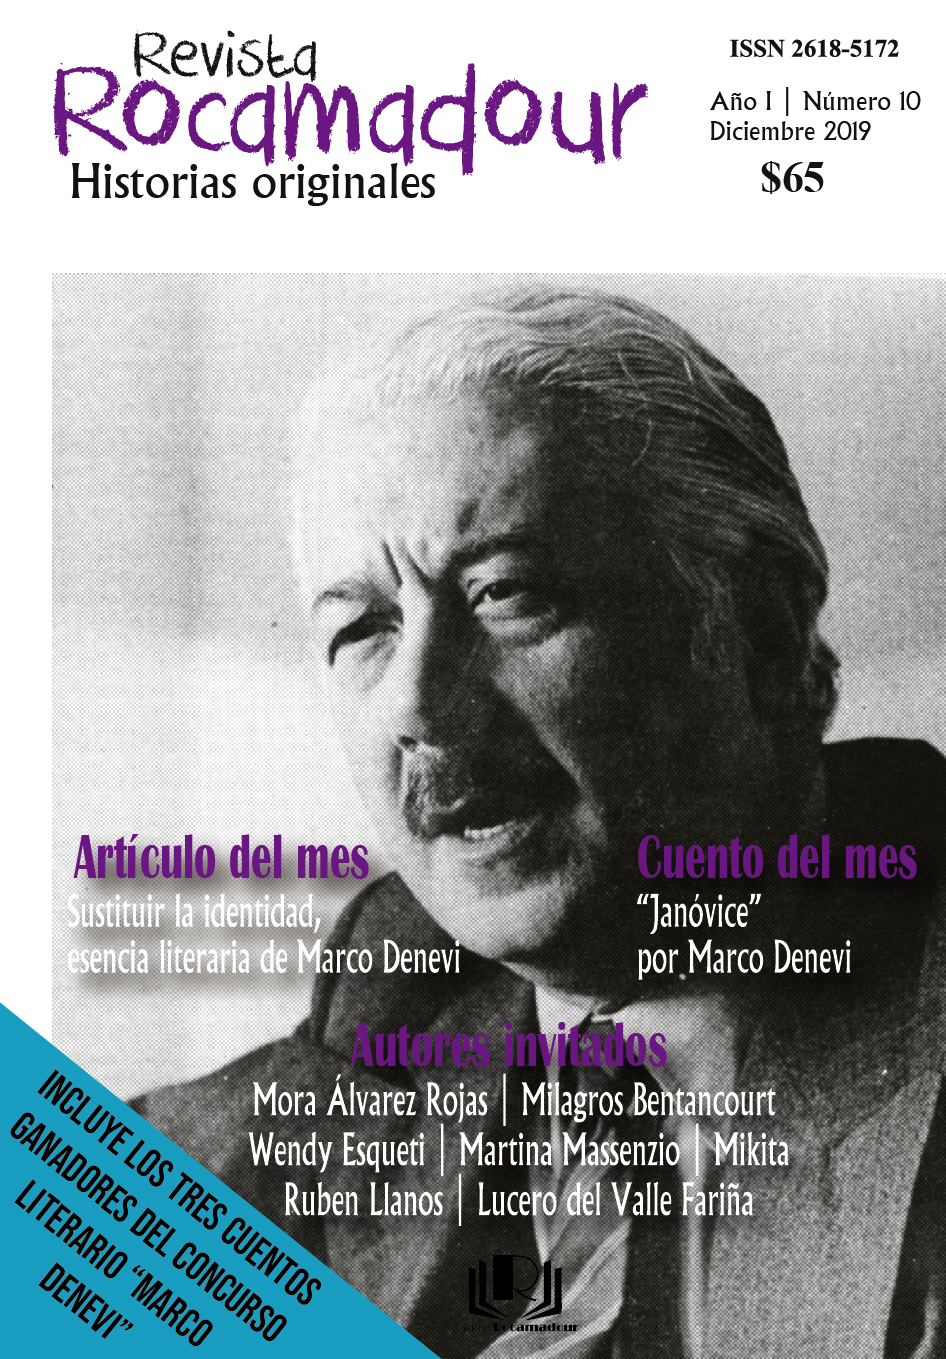 Revista
Rocamadour
Historias originales
ISSN 2618-5172
Año I | Número 10
Diciembre 2019
$65
Artículo del mes
Sustituir la identidad,
esencia literaria de Marco Denevi
Cuento del mes
“Janóvice”
por Marco Denevi
Autores invitados
Mora Álvarez Rojas | Milagros Bentancourt
Wendy Esqueti | Martina Massenzio | Mikita
Ruben Llanos | Lucero del Valle Fariña
INCLUYE LOS TRES CUENTOS
GANADORES DEL CONCURSO
LITERARIO “MARCO
DENEVI”
R
Rocamadour